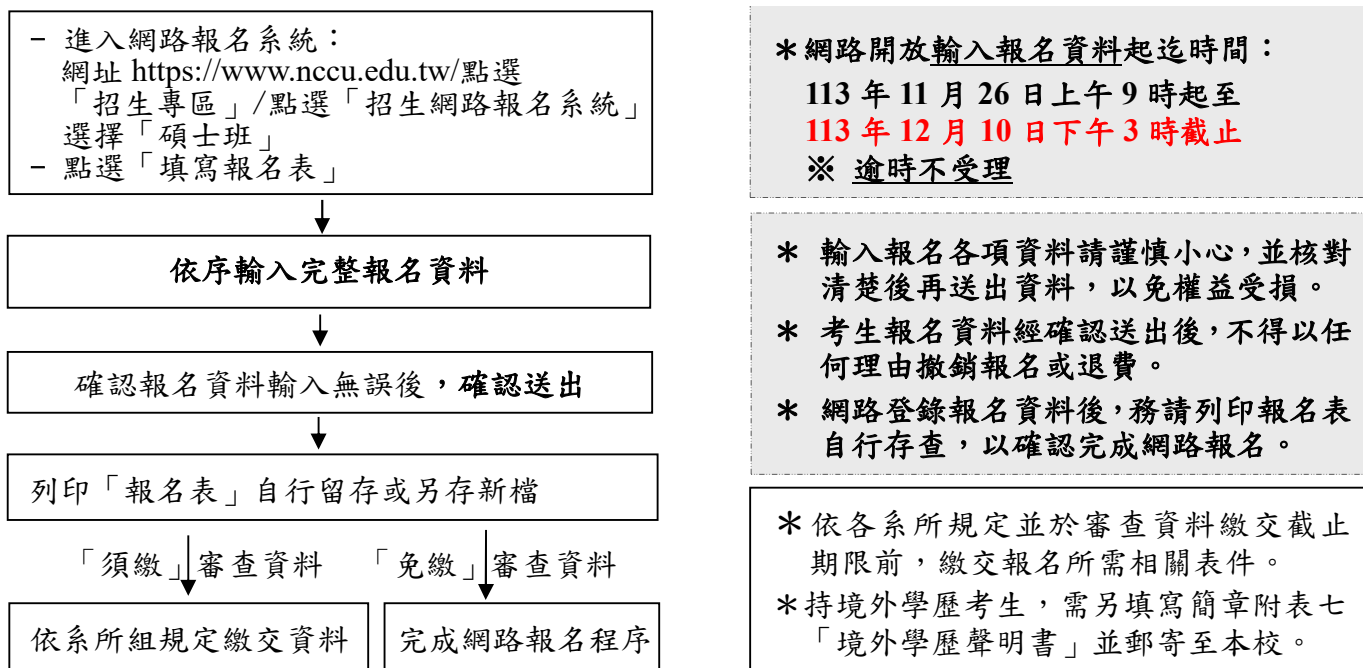 － 進入網路報名系統：
網址 https://www.nccu.edu.tw/點選
「招生專區」/點選「招生網路報名系統」
選擇「碩士班」
－ 點選「填寫報名表」
依序輸入完整報名資料
確認報名資料輸入無誤後，確認送出
列印「報名表」自行留存或另存新檔
「須繳」審查資料 「免繳」審查資料
依系所組規定繳交資料
完成網路報名程序
＊網路開放輸入報名資料起迄時間：
113 年 11 月 26 日上午 9 時起至
113 年 12 月 10 日下午 3 時截止
※ 逾時不受理
＊ 輸入報名各項資料請謹慎小心，並核對
清楚後再送出資料，以免權益受損。
＊ 考生報名資料經確認送出後，不得以任
何理由撤銷報名或退費。
＊ 網路登錄報名資料後，務請列印報名表
自行存查，以確認完成網路報名。
＊依各系所規定並於審查資料繳交截止
期限前，繳交報名所需相關表件。
＊持境外學歷考生，需另填寫簡章附表七
「境外學歷聲明書」並郵寄至本校。